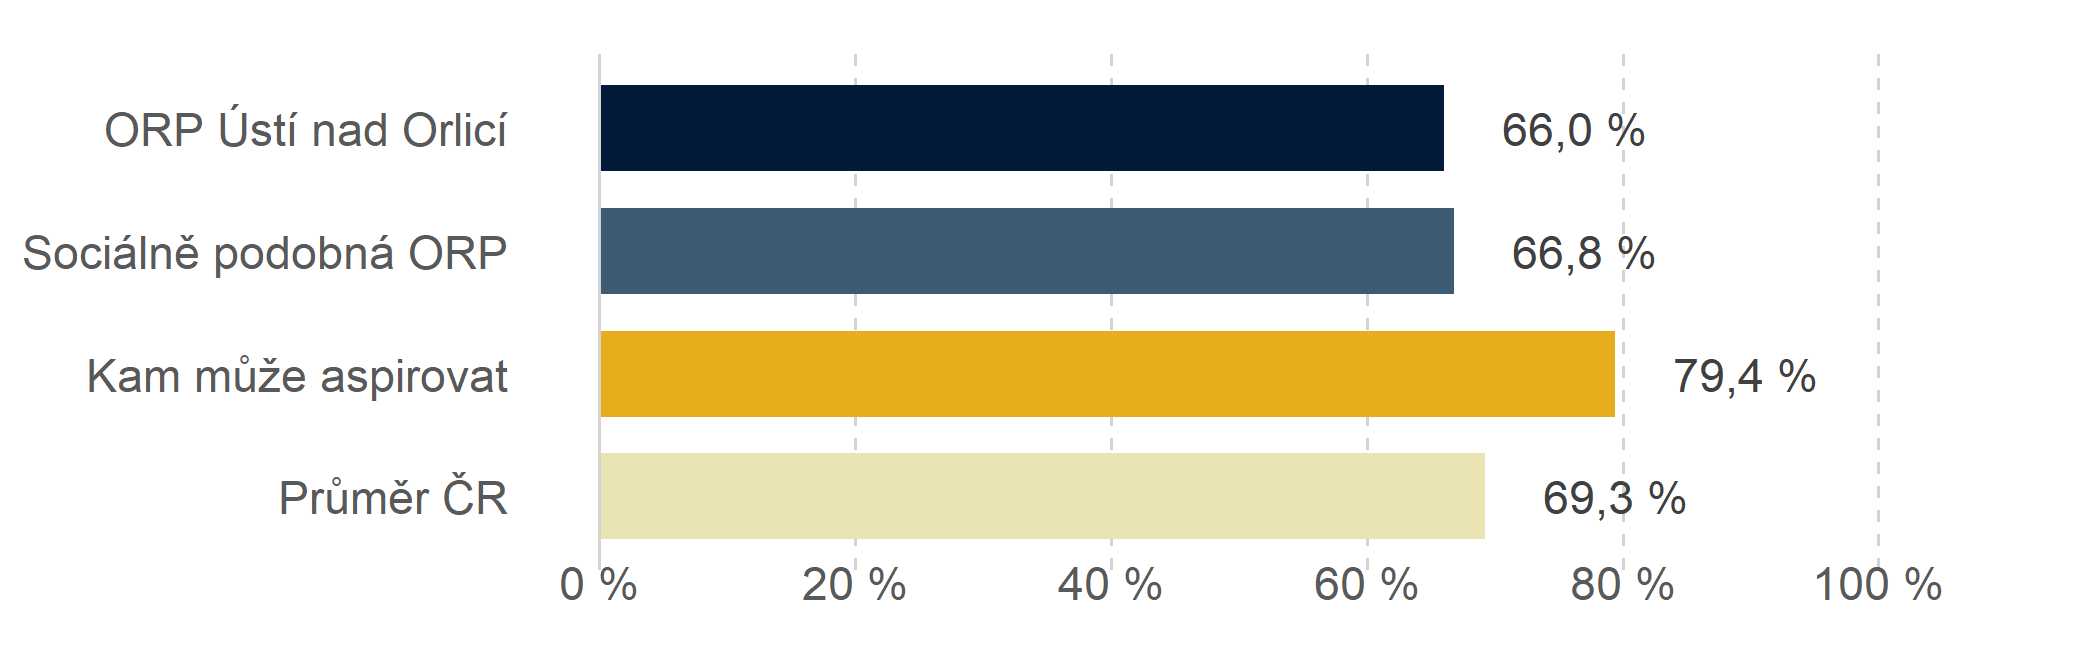 ORP Ústí nad Orlicí 66,0 %
Sociálně podobná ORP 66,8 %
Kam může aspirovat 79,4 %
Průměr ČR 69,3 %
0 % 20 % 40 % 60 % 80 % 100 %